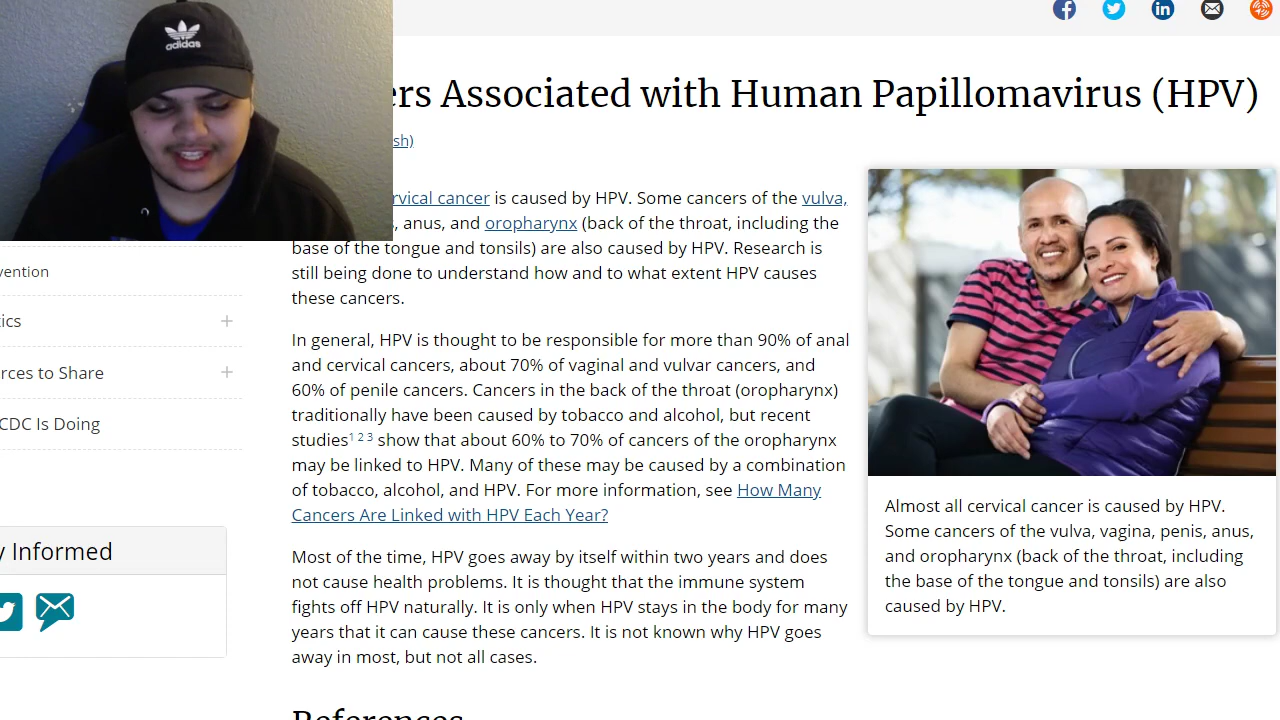 adidas
ers Associated with Human Papillomavirus (HPV)
sh)
rvical cancer is caused by HPV. Some cancers of the vulva,
, anus, and oropharynx (back of the throat, including the
base of the tongue and tonsils) are also caused by HPV. Research is
still being done to understand how and to what extent HPV causes
these cancers.
In general, HPV is thought to be responsible for more than 90% of anal
and cervical cancers, about 70% of vaginal and vulvar cancers, and
60% of penile cancers. Cancers in the back of the throat (oropharynx)
traditionally have been caused by tobacco and alcohol, but recent
studies1 2 3 show that about 60% to 70% of cancers of the oropharynx
may be linked to HPV. Many of these may be caused by a combination
of tobacco, alcohol, and HPV. For more information, see How Many
Cancers Are Linked with HPV Each Year?
Most of the time, HPV goes away by itself within two years and does
not cause health problems. It is thought that the immune system
fights off HPV naturally. It is only when HPV stays in the body for many
years that it can cause these cancers. It is not known why HPV goes
away in most, but not all cases.
References
Almost all cervical cancer is caused by HPV.
Some cancers of the vulva, vagina, penis, anus,
and oropharynx (back of the throat, including
the base of the tongue and tonsils) are also
caused by HPV.
vention
tics
rces to Share
CDC Is Doing
y Informed